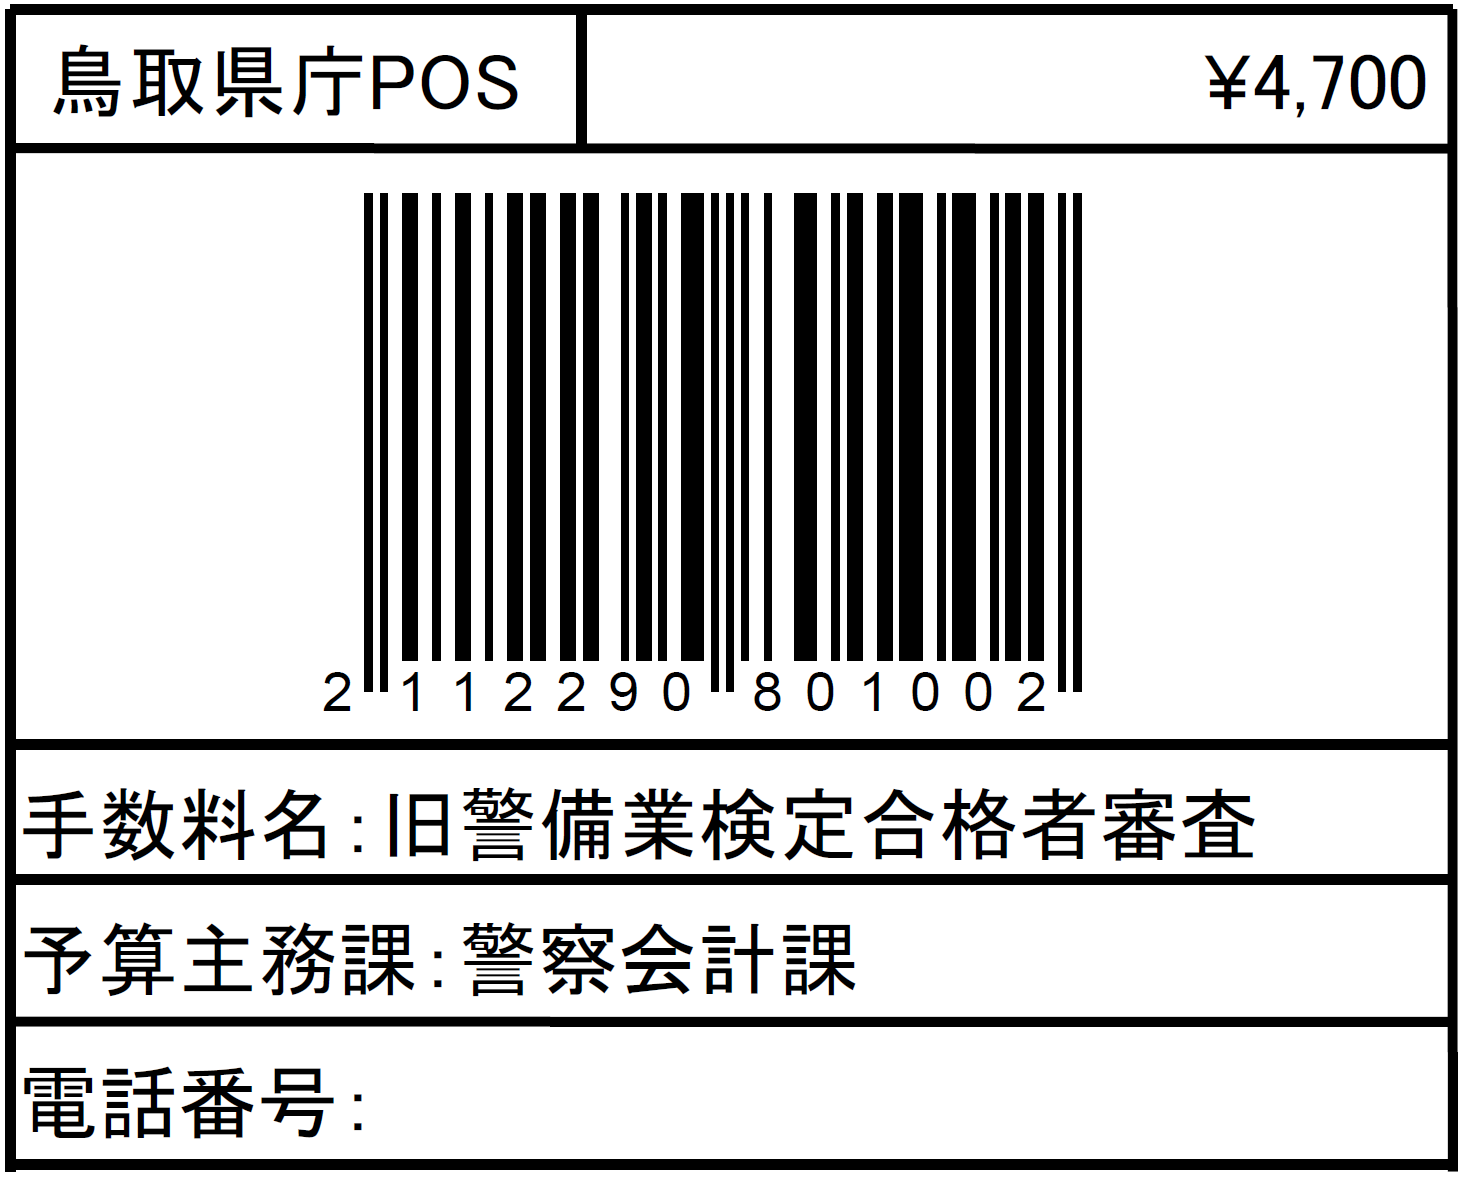 鳥取県庁POS ¥4,700
2112290801002
手数料名:旧警備業検定合格者審査
予算主務課:警察会計課
電話番号: